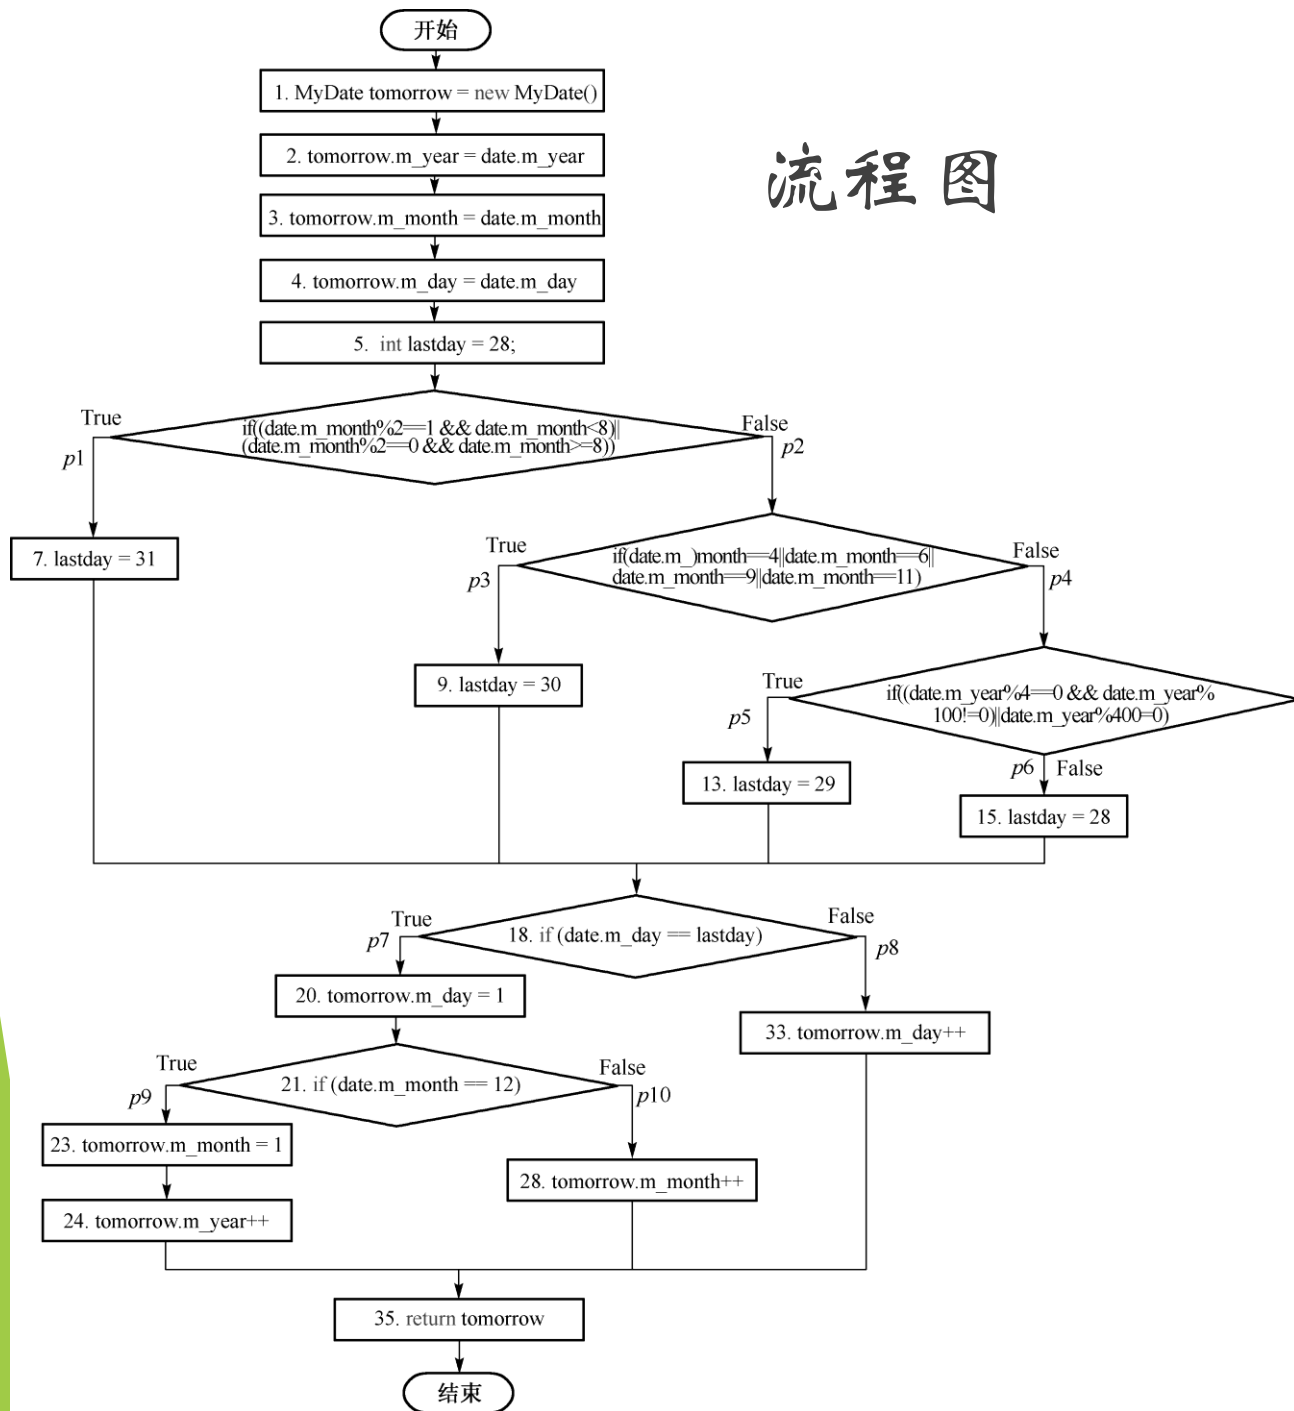 开始
1. MyDate tomorrow = new MyDate()
2. tomorrow.m_year = date.m_year
流程图
3. tomorrow.m_month = date.m_month
4. tomorrow.m_day = date.m_day
5. int lastday = 28;
True
False
if((date.m_month%2==1 && date.m_month<8)||
(date.m_month%2==0 && date.m_month>=8))
p1
p2
7. lastday = 31
True
False
if(date.m_)month==4||date.m_month==6||
date.m_month==9||date.m_month==11)
p3
p4
9. lastday = 30
True
if((date.m_year%4==0 && date.m_year%
100!=0)||date.m_year%400=0)
p5
p6
False
13. lastday = 29
15. lastday = 28
True
False
18. if (date.m_day == lastday)
p7
p8
20. tomorrow.m_day = 1
33. tomorrow.m_day++
True
False
21. if (date.m_month == 12)
p9
p10
23. tomorrow.m_month = 1
28. tomorrow.m_month++
24. tomorrow.m_year++
35. return tomorrow
结束